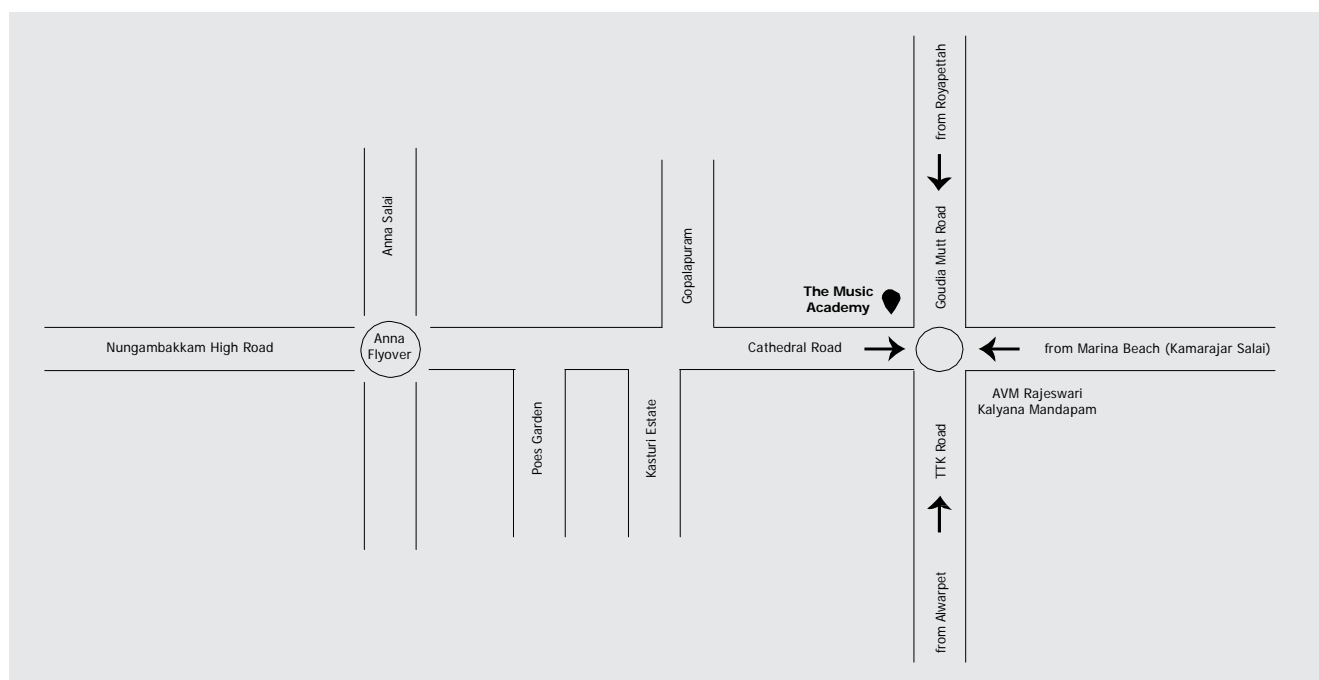 from Royapettah
Anna Salai
Goudia Mutt Road
Gopalapuram
The Music
Academy
Nungambakkam High Road
Anna
Flyover
Cathedral Road
from Marina Beach (Kamarajar Salai)
AVM Rajeswari
Kalyana Mandapam
Poes Garden
Kasturi Estate
TTK Road
from Alwarpet